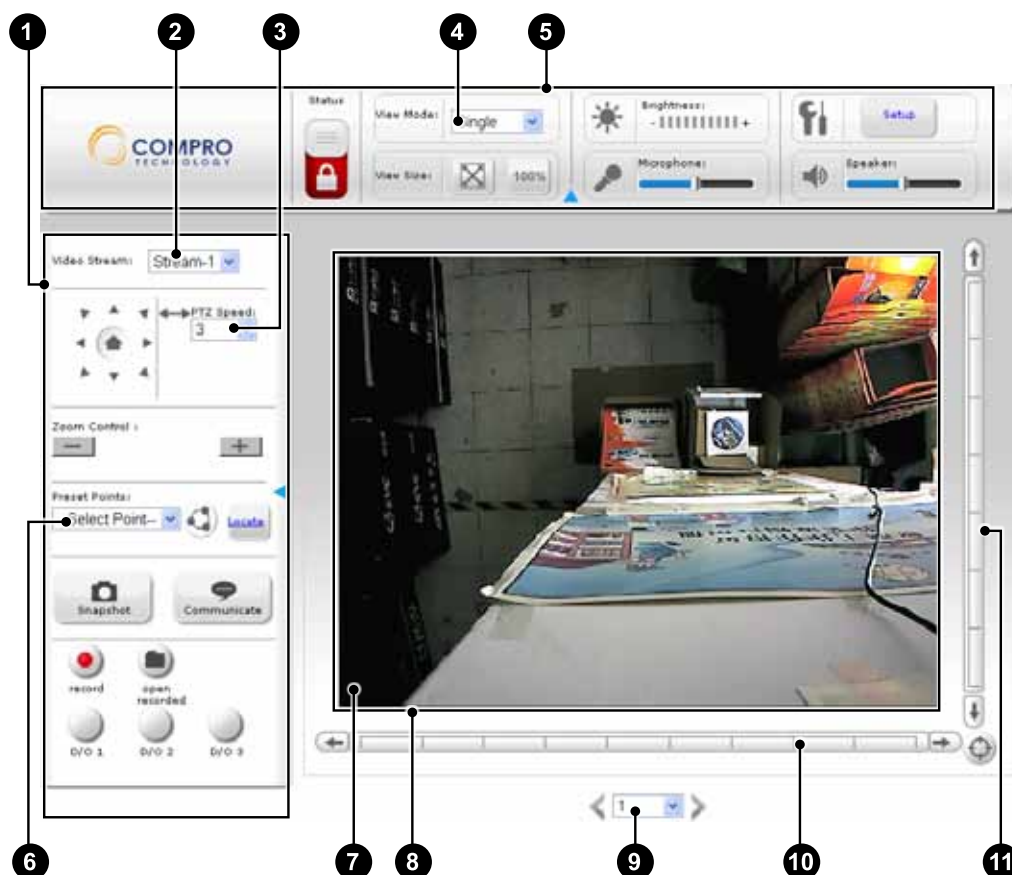 1
2
3
4
5
COMPRO
TECHNOLOGY
Status
View Mode:
Single
View Size:
100%
Brightness:
- +
Microphone:
Setup
Speaker:
Video Stream:
Stream-1
PTZ Speed:
3
Zoom Control :
Preset Points:
Select Point--
Locate
Snapshot
Communicate
record
open
recorded
D/O 1
D/O 2
D/O 3
1
6
7
8
9
10
11